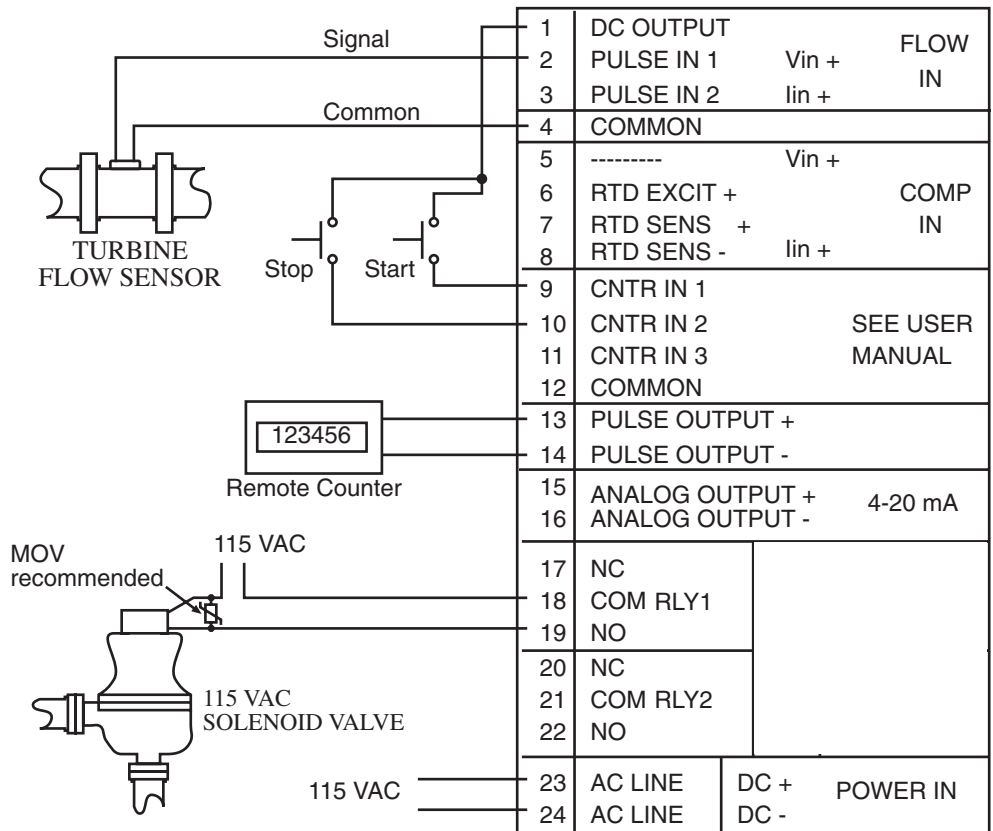 Signal
Common
TURBINE
FLOW SENSOR
Stop
Start
123456
Remote Counter
115 VAC
MOV
recommended
115 VAC
SOLENOID VALVE
115 VAC
1 DC OUTPUT
FLOW
2 PULSE IN 1 Vin +
IN
3 PULSE IN 2 Iin +
4 COMMON
5 --------- Vin +
6 RTD EXCIT + COMP
7 RTD SENS + IN
8 RTD SENS - Iin +
9 CNTR IN 1
10 CNTR IN 2 SEE USER
11 CNTR IN 3 MANUAL
12 COMMON
13 PULSE OUTPUT +
14 PULSE OUTPUT -
15 ANALOG OUTPUT +
4-20 mA
16 ANALOG OUTPUT -
17 NC
18 COM RLY1
19 NO
20 NC
21 COM RLY2
22 NO
23 AC LINE DC + POWER IN
24 AC LINE DC -